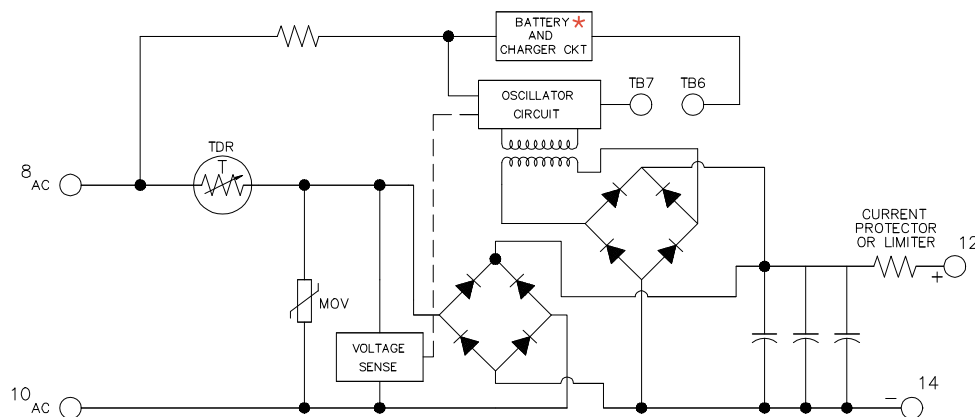 BATTERY *
AND
CHARGER CKT
TB7
TB6
OSCILLATOR
CIRCUIT
TDR
T
8 AC
CURRENT
PROTECTOR
OR LIMITER
12
+
MOV
VOLTAGE
SENSE
10 AC
- 14